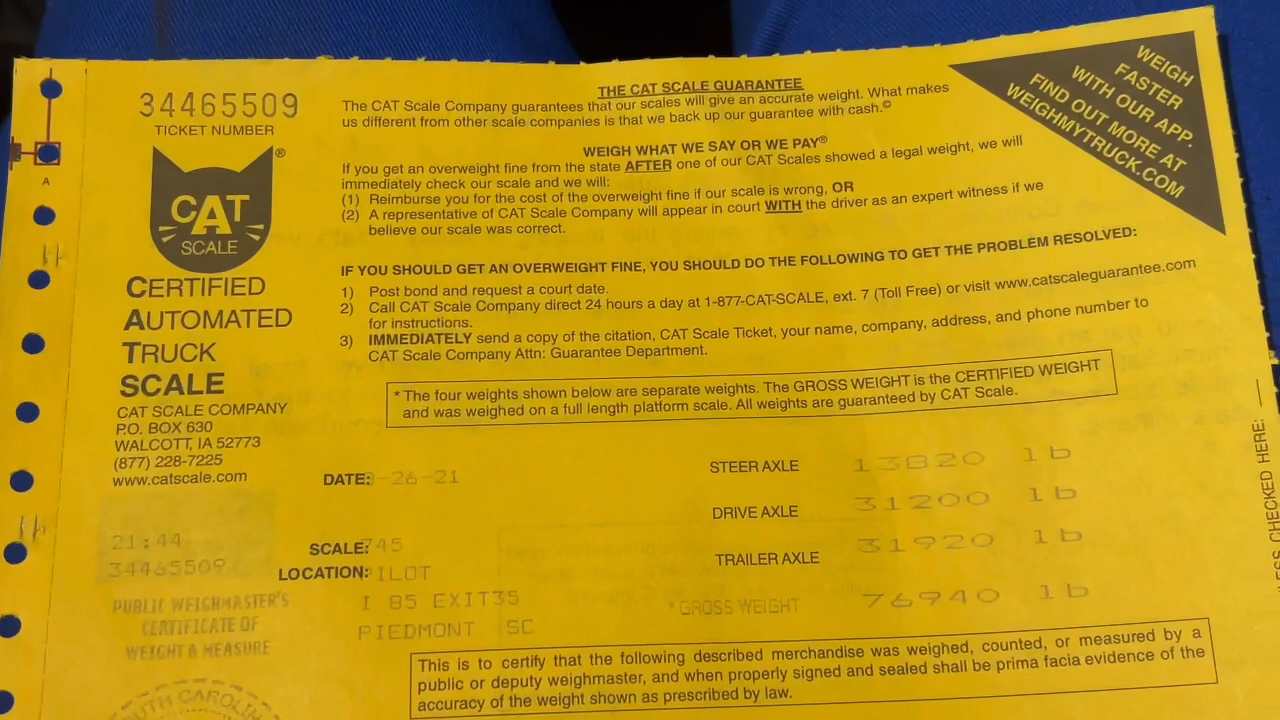 34465509
TICKET NUMBER
A
CAT
SCALE
®
CERTIFIED
AUTOMATED
TRUCK
SCALE
CAT SCALE COMPANY
P.O. BOX 630
WALCOTT, IA 52773
(877) 228-7225
www.catscale.com
21:44
34465509
PUBLIC WEIGHMASTER'S
CERTIFICATE OF
WEIGHT & MEASURE
THE CAT SCALE GUARANTEE
The CAT Scale Company guarantees that our scales will give an accurate weight. What makes
us different from other scale companies is that we back up our guarantee with cash.©
WEIGH WHAT WE SAY OR WE PAY®
If you get an overweight fine from the state AFTER one of our CAT Scales showed a legal weight, we will
immediately check our scale and we will:
(1) Reimburse you for the cost of the overweight fine if our scale is wrong, OR
(2) A representative of CAT Scale Company will appear in court WITH the driver as an expert witness if we
believe our scale was correct.
IF YOU SHOULD GET AN OVERWEIGHT FINE, YOU SHOULD DO THE FOLLOWING TO GET THE PROBLEM RESOLVED:
1) Post bond and request a court date.
2) Call CAT Scale Company direct 24 hours a day at 1-877-CAT-SCALE, ext. 7 (Toll Free) or visit www.catscaleguarantee.com
for instructions.
3) IMMEDIATELY send a copy of the citation, CAT Scale Ticket, your name, company, address, and phone number to
CAT Scale Company Attn: Guarantee Department.
* The four weights shown below are separate weights. The GROSS WEIGHT is the CERTIFIED WEIGHT
and was weighed on a full length platform scale. All weights are guaranteed by CAT Scale.
WEIGH
FASTER
WITH OUR APP.
FIND OUT MORE AT
WEIGHMYTRUCK.COM
DATE: -26-21
SCALE: 745
LOCATION: PILOT
I 85 EXIT35
PIEDMONT SC
STEER AXLE 13820 lb
DRIVE AXLE 31200 lb
TRAILER AXLE 31920 lb
*GROSS WEIGHT 76940 lb
This is to certify that the following described merchandise was weighed, counted, or measured by a
public or deputy weighmaster, and when properly signed and sealed shall be prima facia evidence of the
accuracy of the weight shown as prescribed by law.
CHECKED HERE: